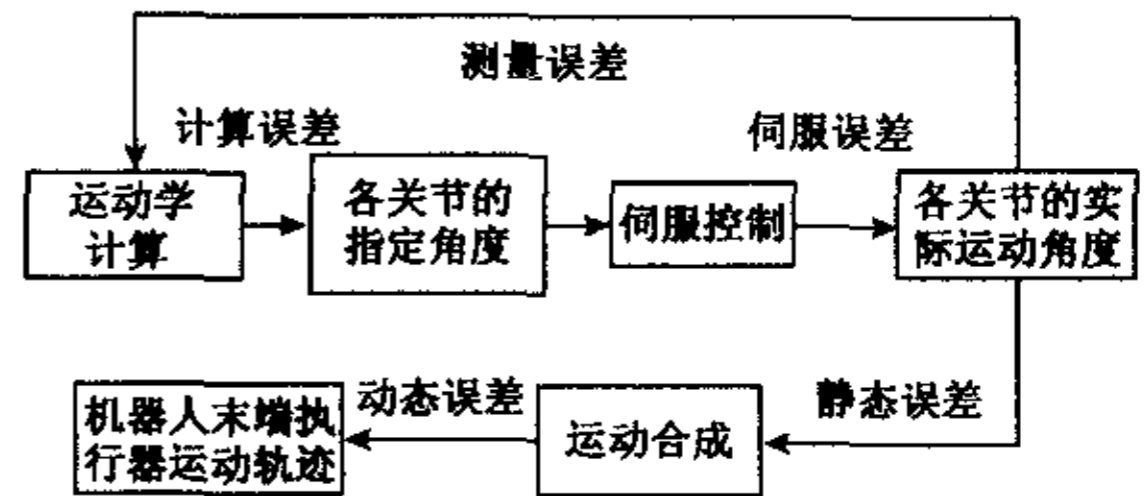 测量误差
计算误差
伺服误差
运动学
计算
各关节的
指定角度
伺服控制
各关节的实
际运动角度
机器人末端执
行器运动轨迹
动态误差
运动合成
静态误差